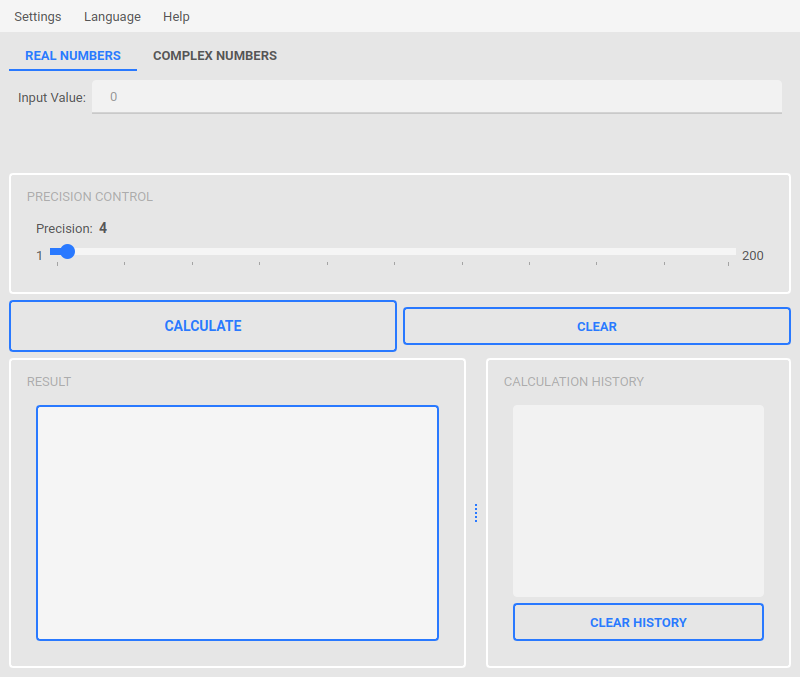 Settings Language Help
REAL NUMBERS COMPLEX NUMBERS
Input Value: 0
PRECISION CONTROL
Precision: 4
1 200
CALCULATE CLEAR
RESULT CALCULATION HISTORY
CLEAR HISTORY